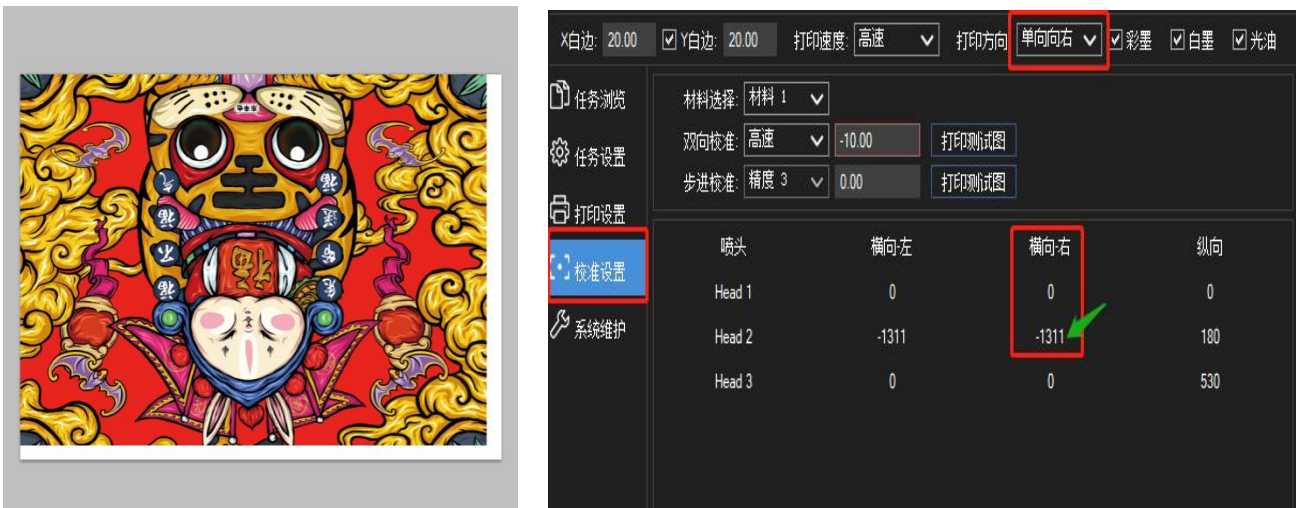 X白边: 20.00 Y白边: 20.00 打印速度: 高速 打印方向 单向向右 彩墨 白墨 光油
任务浏览
任务设置
打印设置
校准设置
系统维护
材料选择: 材料 1
双向校准: 高速 -10.00 打印测试图
步进校准: 精度 3 0.00 打印测试图
喷头 横向-左 横向-右 纵向
Head 1 0 0 0
Head 2 -1311 -1311 180
Head 3 0 0 530
福